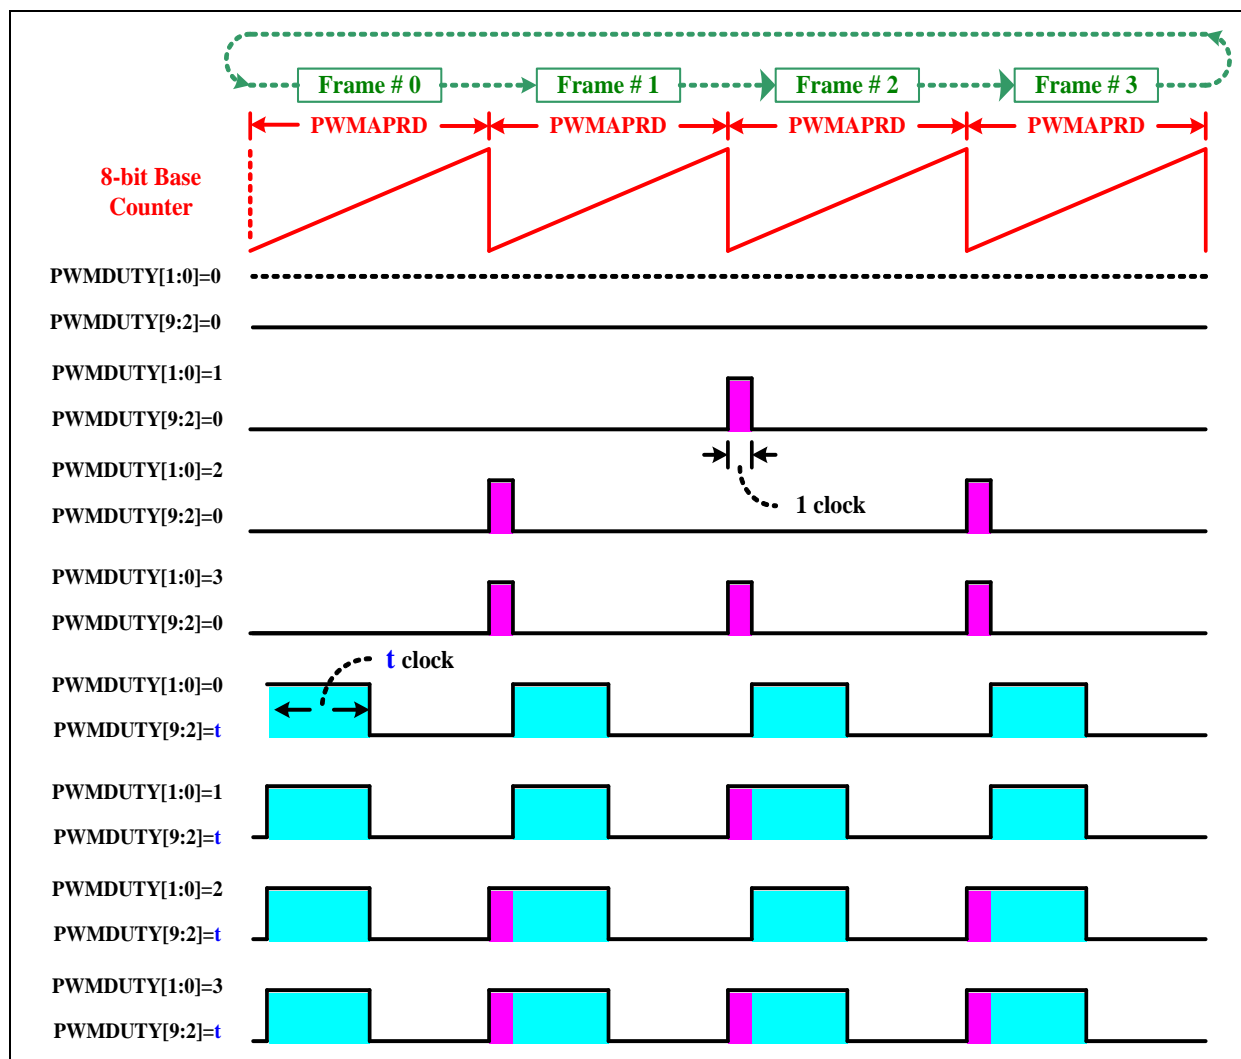 Frame # 0 Frame # 1 Frame # 2 Frame # 3
PWMAPRD PWMAPRD PWMAPRD PWMAPRD
8-bit Base
Counter
PWMDUTY[1:0]=0
PWMDUTY[9:2]=0
PWMDUTY[1:0]=1
PWMDUTY[9:2]=0
PWMDUTY[1:0]=2
1 clock
PWMDUTY[9:2]=0
PWMDUTY[1:0]=3
PWMDUTY[9:2]=0
t clock
PWMDUTY[1:0]=0
PWMDUTY[9:2]=t
PWMDUTY[1:0]=1
PWMDUTY[9:2]=t
PWMDUTY[1:0]=2
PWMDUTY[9:2]=t
PWMDUTY[1:0]=3
PWMDUTY[9:2]=t